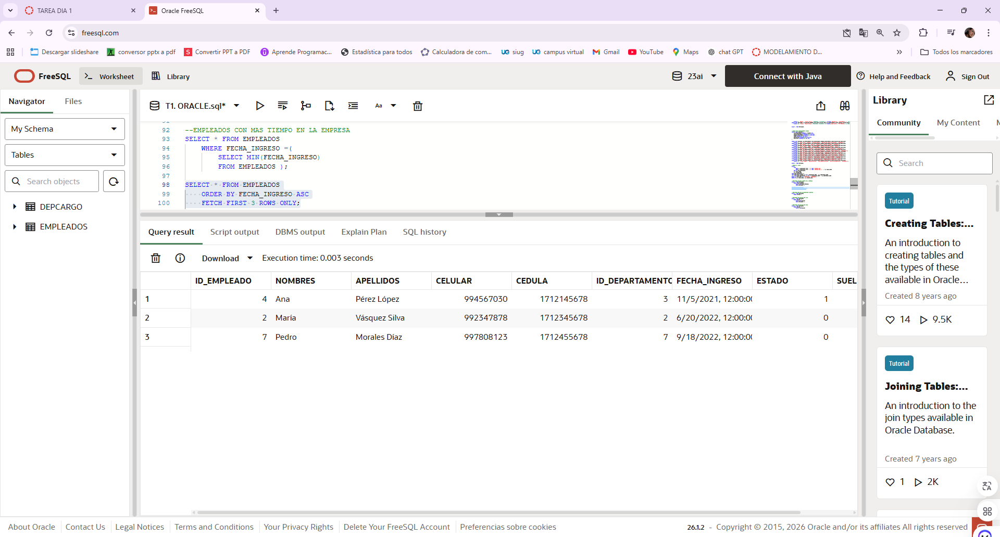 TAREA DIA 1
Oracle FreeSQL
freesql.com
Descargar slideshare
conversor pptx a pdf
Convertir PPT a PDF
Aprende Programac...
Estadística para todos
Calculadora de com...
siug
campus virtual
Gmail
YouTube
Maps
chat GPT
MODELAMIENTO D...
Todos los marcadores
FreeSQL
Worksheet
Library
23ai
Connect with Java
Help and Feedback
Sign Out
Navigator
Files
My Schema
Tables
Search objects
DEPCARGO
EMPLEADOS
T1. ORACLE.sql*
Aa
92 --EMPLEADOS CON MAS TIEMPO EN LA EMPRESA
93 SELECT * FROM EMPLEADOS
94 WHERE FECHA_INGRESO =(
95 SELECT MIN(FECHA_INGRESO)
96 FROM EMPLEADOS );
97
98 SELECT * FROM EMPLEADOS
99 ORDER BY FECHA_INGRESO ASC
100 FETCH FIRST 3 ROWS ONLY;
Query result
Script output
DBMS output
Explain Plan
SQL history
Download
Execution time: 0.003 seconds
ID_EMPLEADO NOMBRES APELLIDOS CELULAR CEDULA ID_DEPARTAMENTO FECHA_INGRESO ESTADO SUEL
1 4 Ana Pérez López 994567030 1712145678 3 11/5/2021, 12:00:00 1
2 2 María Vásquez Silva 992347878 1712345678 2 6/20/2022, 12:00:00 0
3 7 Pedro Morales Díaz 997808123 1712455678 7 9/18/2022, 12:00:00 0
Library
Community
My Content
M
Search
Tutorial
Creating Tables:...
An introduction to
creating tables and
the types of these
available in Oracle...
Created 8 years ago
14
9.5K
Tutorial
Joining Tables:...
An introduction to the
join types available in
Oracle Database.
Created 7 years ago
1
2K
About Oracle
Contact Us
Legal Notices
Terms and Conditions
Your Privacy Rights
Delete Your FreeSQL Account
Preferencias sobre cookies
26.1.2 - Copyright © 2015, 2026 Oracle and/or its affiliates All rights reserved